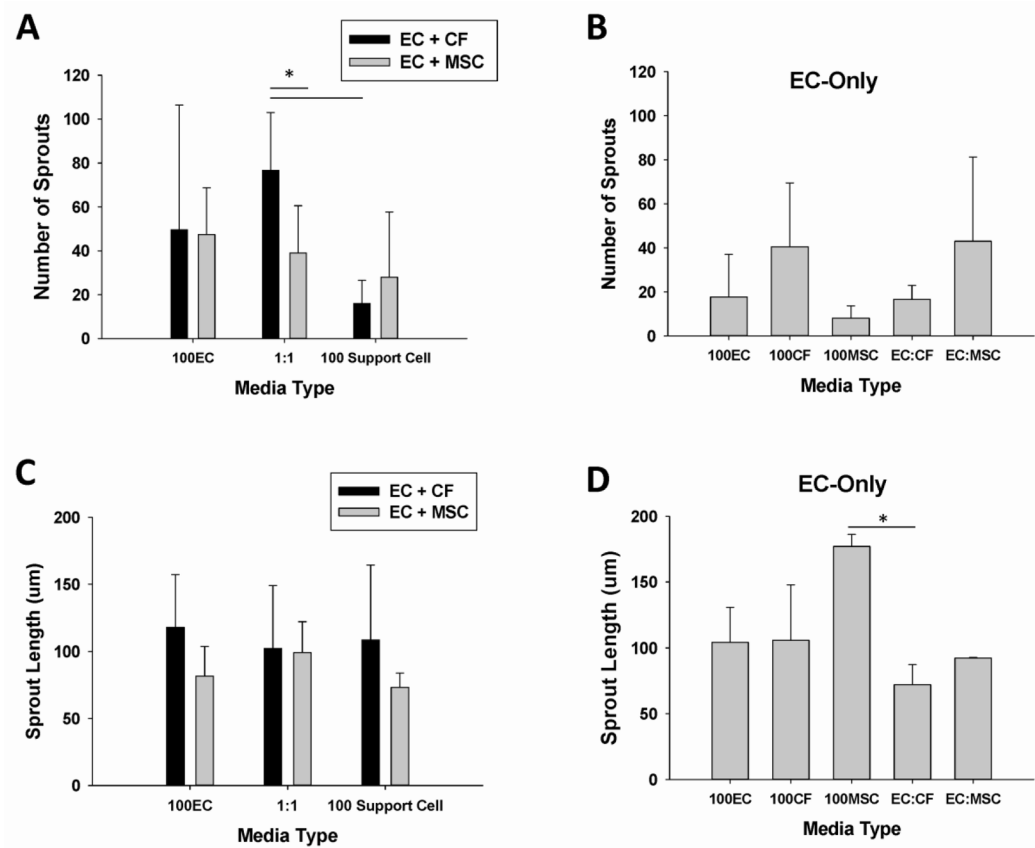 A
EC + CF
EC + MSC
*
120
100
80
60
40
20
0
Number of Sprouts
100EC 1:1 100 Support Cell
Media Type
B
EC-Only
120
100
80
60
40
20
0
Number of Sprouts
100EC 100CF 100MSC EC:CF EC:MSC
Media Type
C
EC + CF
EC + MSC
200
150
100
50
0
Sprout Length (um)
100EC 1:1 100 Support Cell
Media Type
D
EC-Only
*
200
150
100
50
0
Sprout Length (um)
100EC 100CF 100MSC EC:CF EC:MSC
Media Type